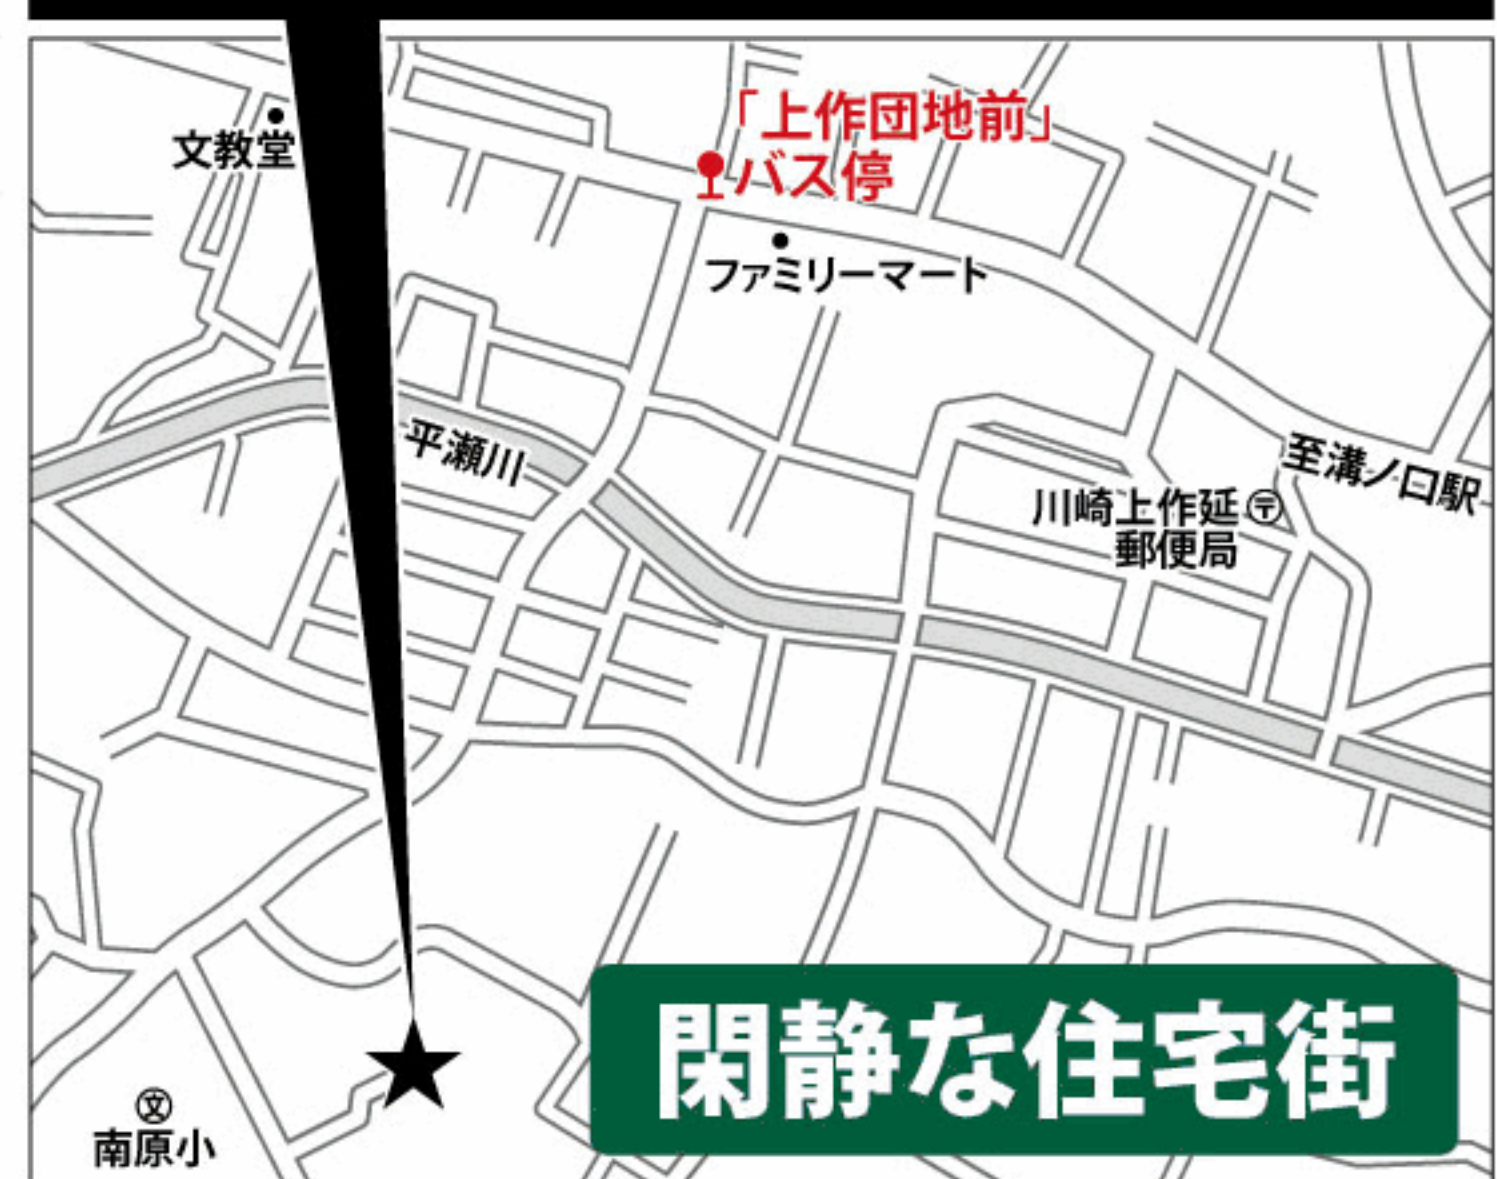 「上作団地前」
バス停
文教堂
ファミリーマート
平瀬川
至溝ノ口駅
川崎上作延〒
郵便局
閑静な住宅街
文
南原小